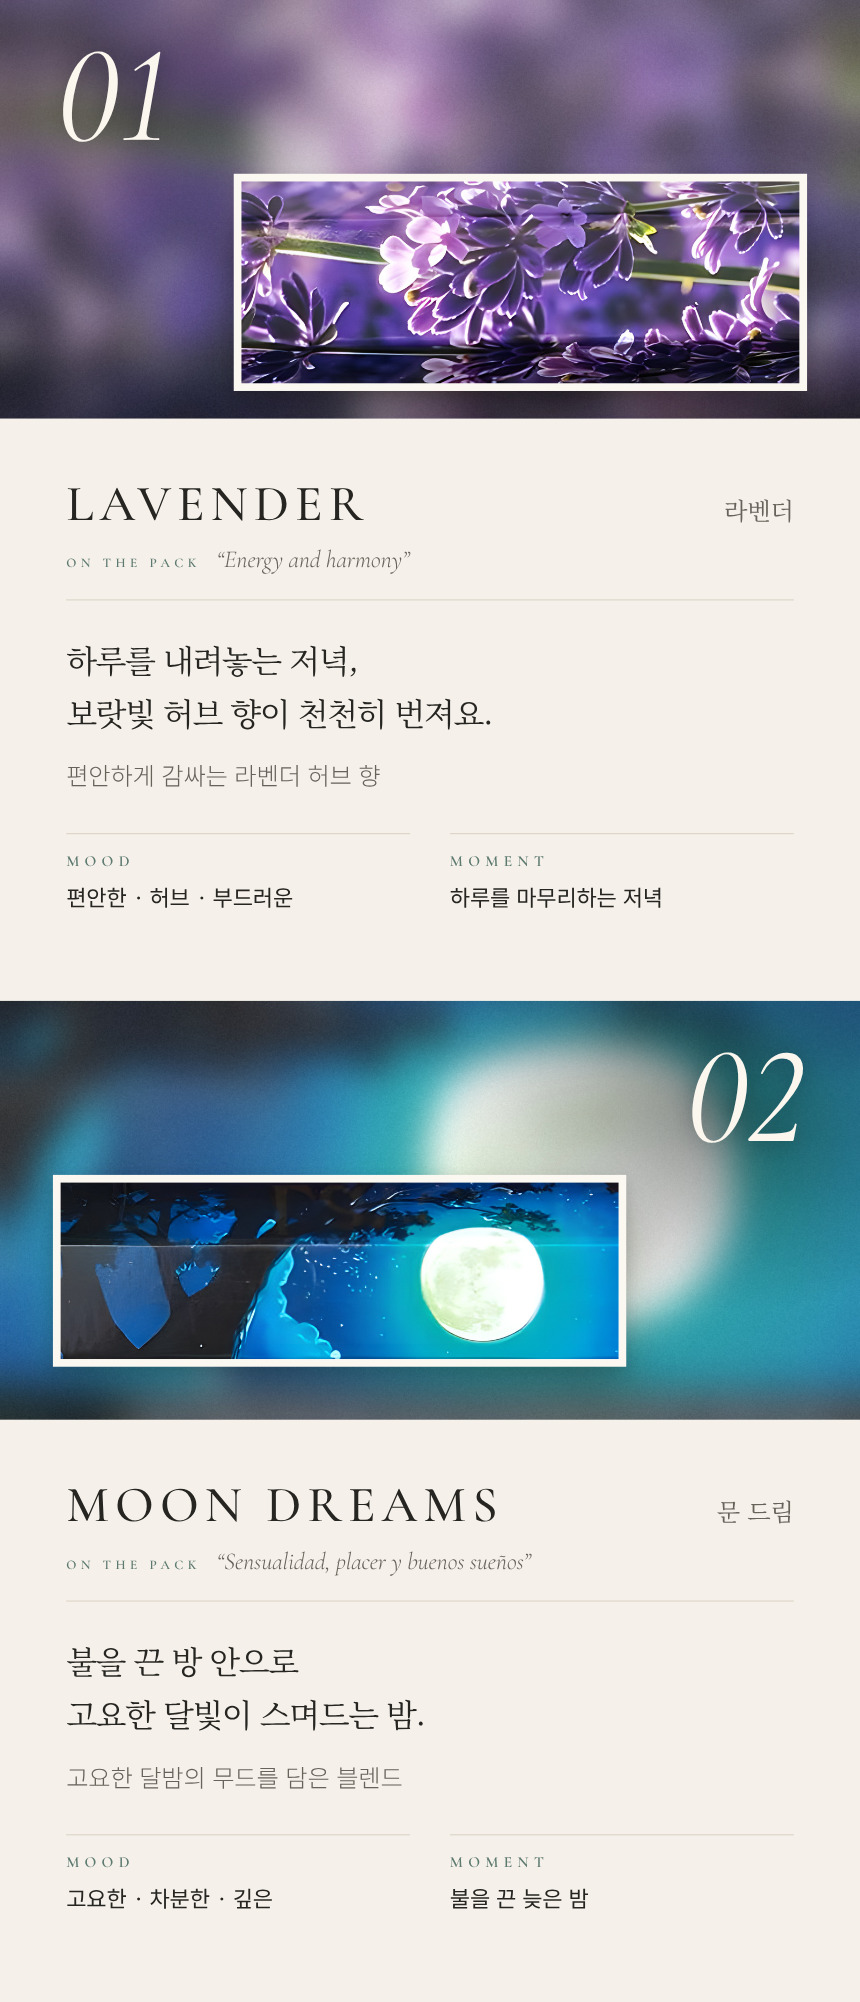 01
LAVENDER
라벤더
ON THE PACK “Energy and harmony”
하루를 내려놓는 저녁,
보랏빛 허브 향이 천천히 번져요.
편안하게 감싸는 라벤더 허브 향
MOOD
편안한 · 허브 · 부드러운
MOMENT
하루를 마무리하는 저녁
02
MOON DREAMS
문 드림
ON THE PACK “Sensualidad, placer y buenos sueños”
불을 끈 방 안으로
고요한 달빛이 스며드는 밤.
고요한 달밤의 무드를 담은 블렌드
MOOD
고요한 · 차분한 · 깊은
MOMENT
불을 끈 늦은 밤